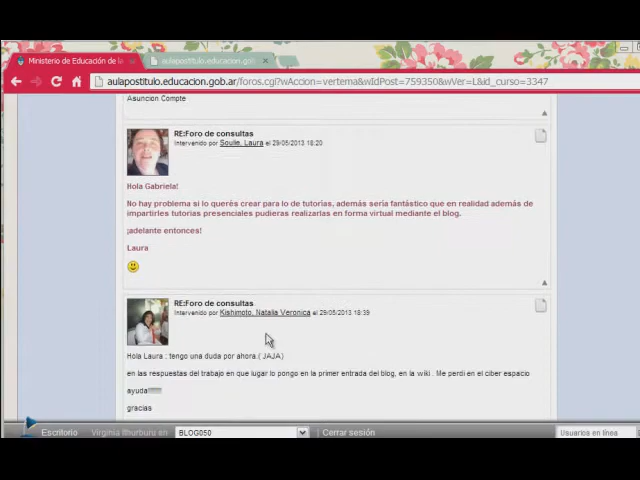 Ministerio de Educación de la
aulapostitulo.educacion.gob
aulapostitulo.educacion.gob.ar/foros.cgi?wAccion=vertema&wIdPost=759350&wVer=L&id_curso=3347
Asuncion Compte
RE:Foro de consultas
Intervenido por Soulie, Laura el 29/05/2013 18:20
Hola Gabriela!
No hay problema si lo querés crear para lo de tutorías, además sería fantástico que en realidad además de
impartirles tutorias presenciales pudieras realizarlas en forma virtual mediante el blog.
¡adelante entonces!
Laura
RE:Foro de consultas
Intervenido por Kishimoto, Natalia Veronica el 29/05/2013 18:39
Hola Laura : tengo una duda por ahora.( JAJA)
en las respuestas del trabajo en que lugar lo pongo en la primer entrada del blog, en la wiki . Me perdi en el ciber espacio
ayuda!!!!!!!
gracias
Escritorio Virginia Ithurburu en BLOG050 Cerrar sesión Usuarios en línea